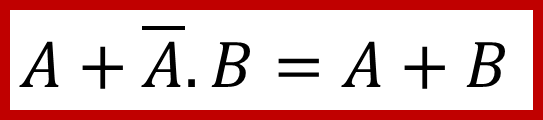 A + A̅ . B = A + B